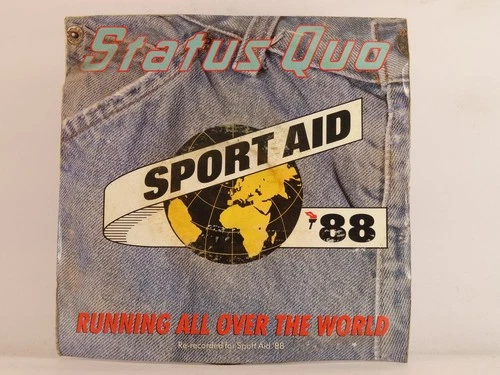 Status Quo
SPORT AID
'88
RUNNING ALL OVER THE WORLD
Re-recorded for Sport Aid '88